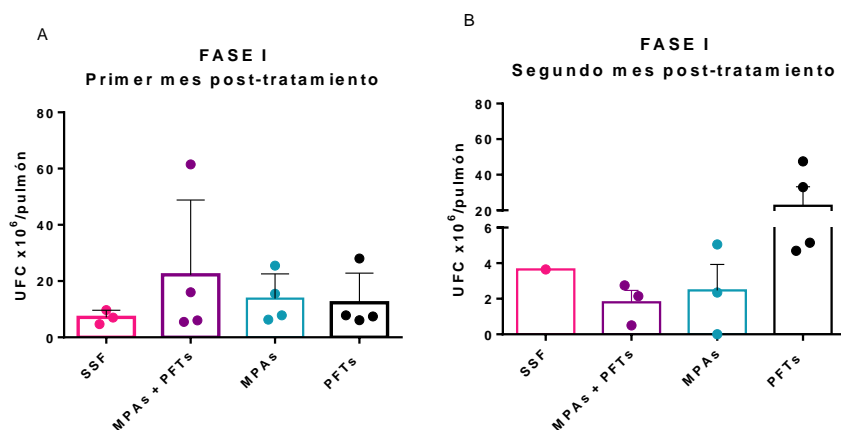 A
FASE I
Primer mes post-tratamiento
UFC x10⁶/pulmón
80
60
40
20
0
SSF
MPAs + PFTs
MPAs
PFTs
B
FASE I
Segundo mes post-tratamiento
UFC x10⁶/pulmón
80
60
40
20
6
4
2
0
SSF
MPAs + PFTs
MPAs
PFTs